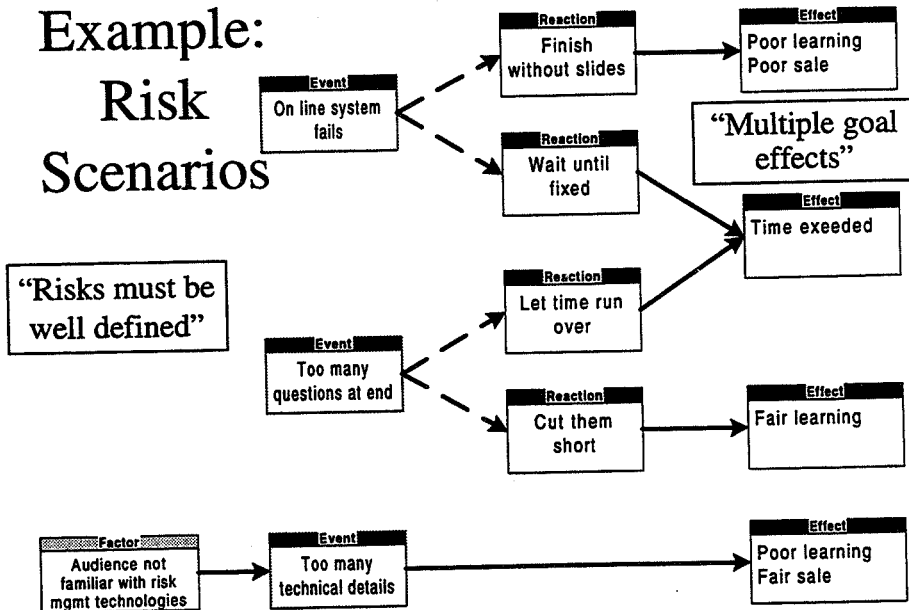 Example:
Risk
Scenarios
Event
On line system
fails
Reaction
Finish
without slides
Effect
Poor learning
Poor sale
Reaction
Wait until
fixed
"Multiple goal
effects"
Effect
Time exeeded
"Risks must be
well defined"
Event
Too many
questions at end
Reaction
Let time run
over
Reaction
Cut them
short
Effect
Fair learning
Factor
Audience not
familiar with risk
mgmt technologies
Event
Too many
technical details
Effect
Poor learning
Fair sale